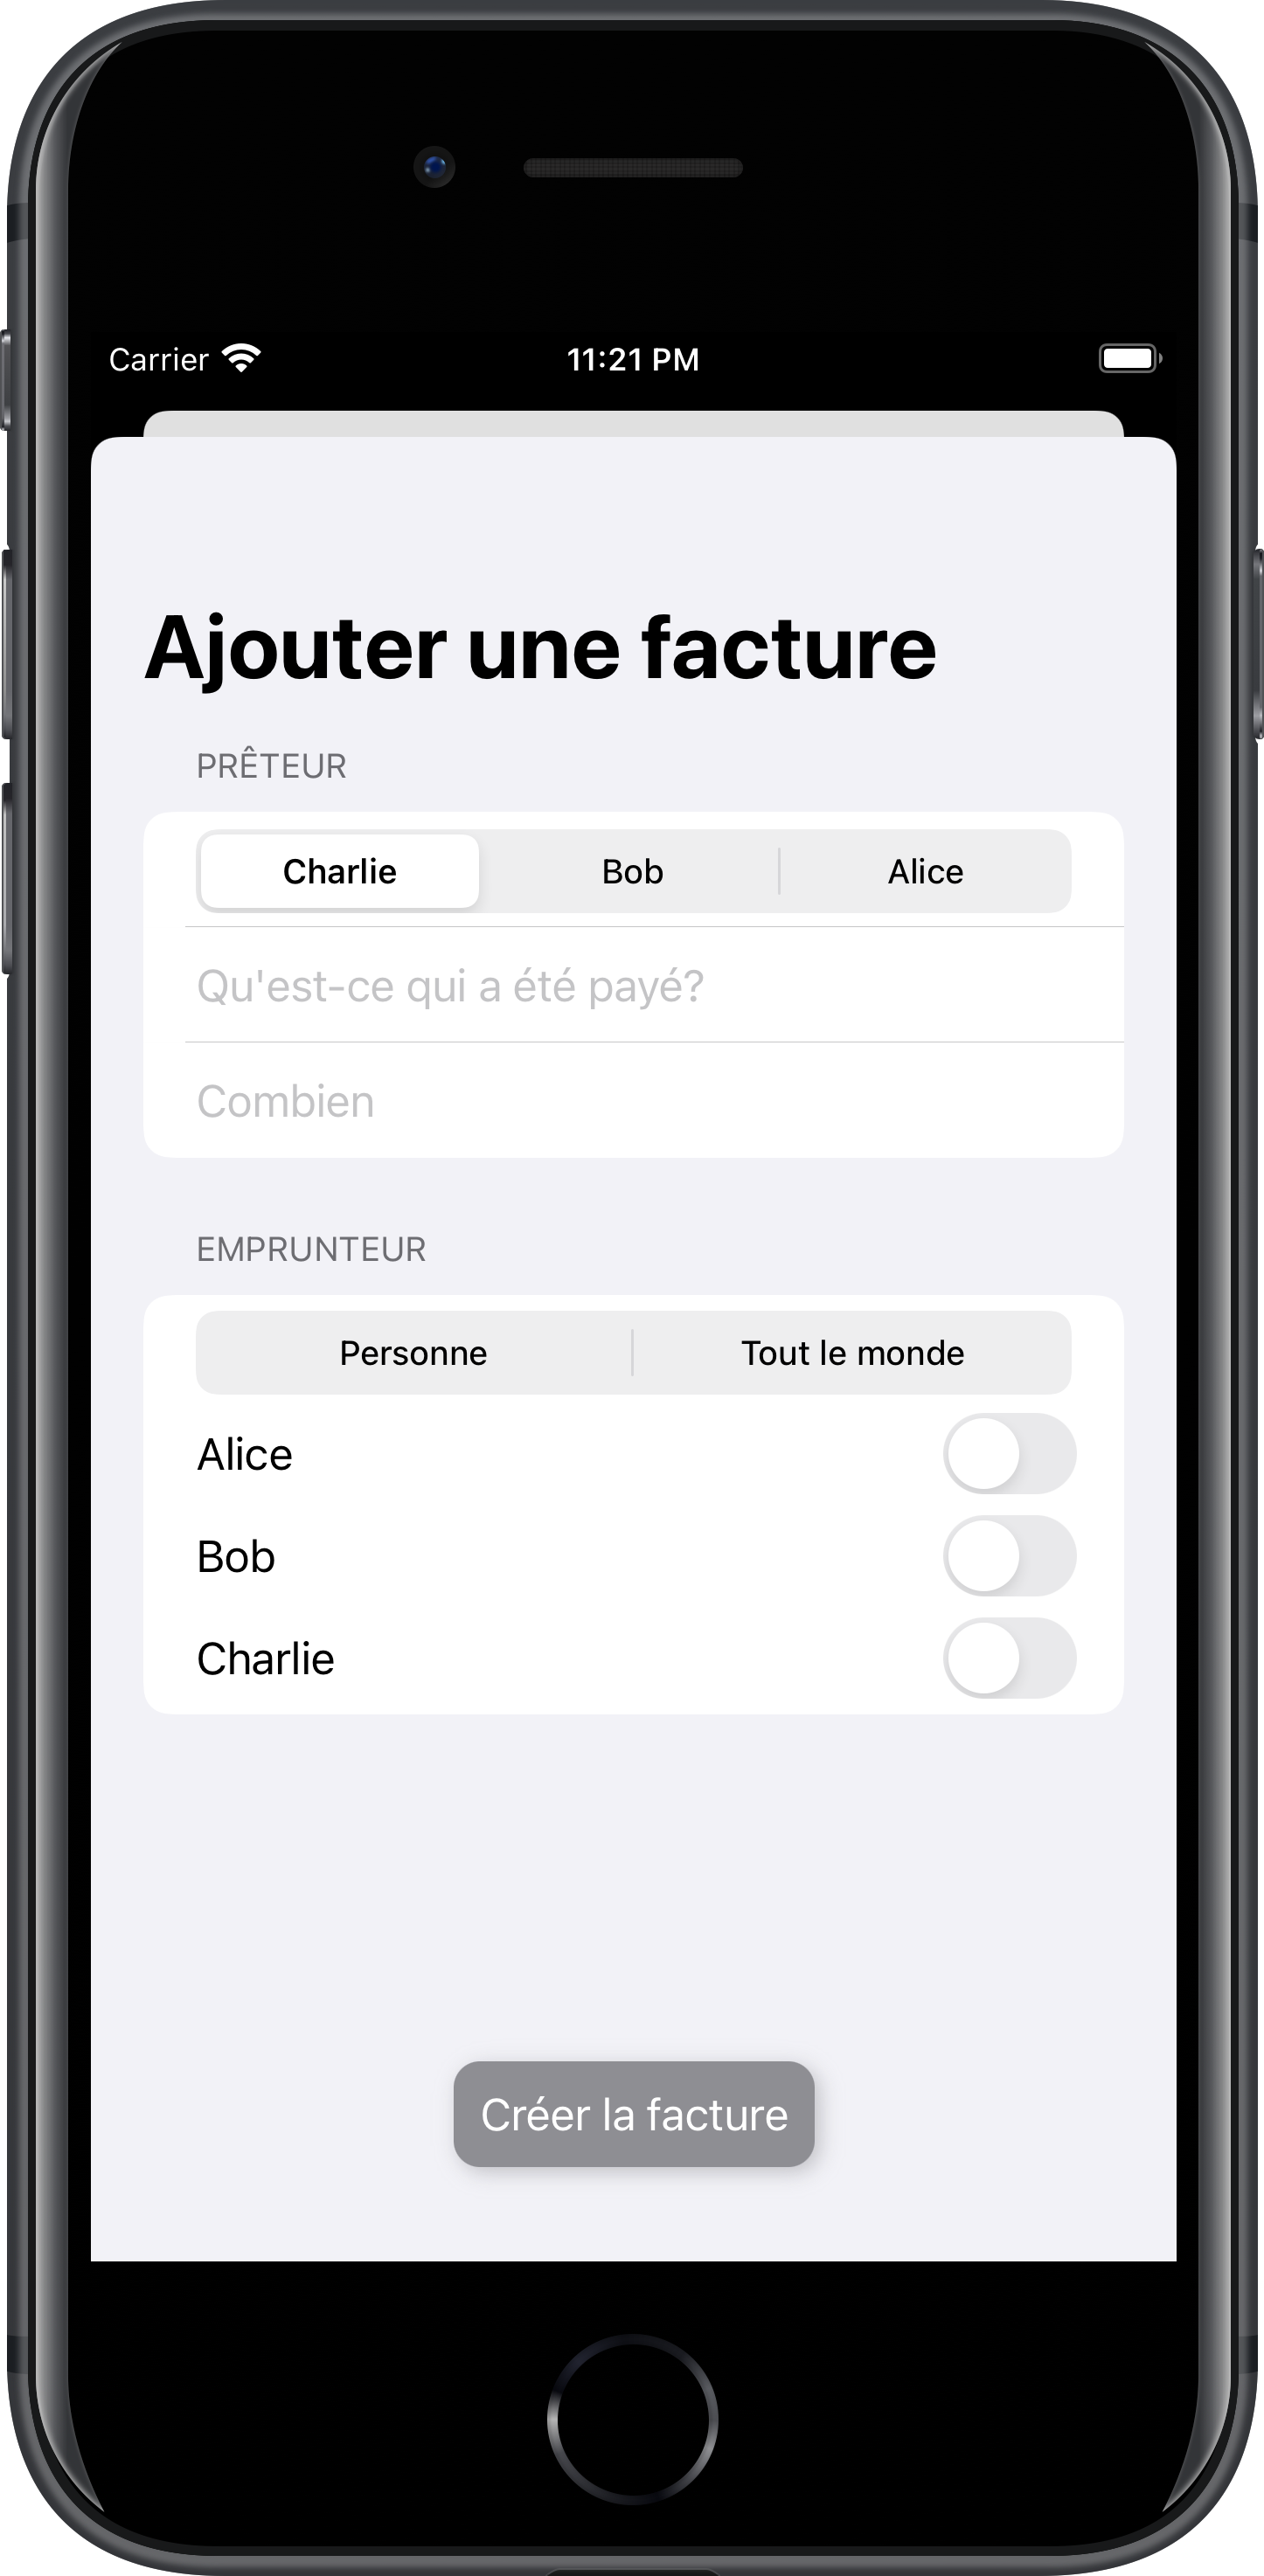 Carrier 11:21 PM
Ajouter une facture
PRÊTEUR
Charlie Bob Alice
Qu'est-ce qui a été payé?
Combien
EMPRUNTEUR
Personne Tout le monde
Alice
Bob
Charlie
Créer la facture